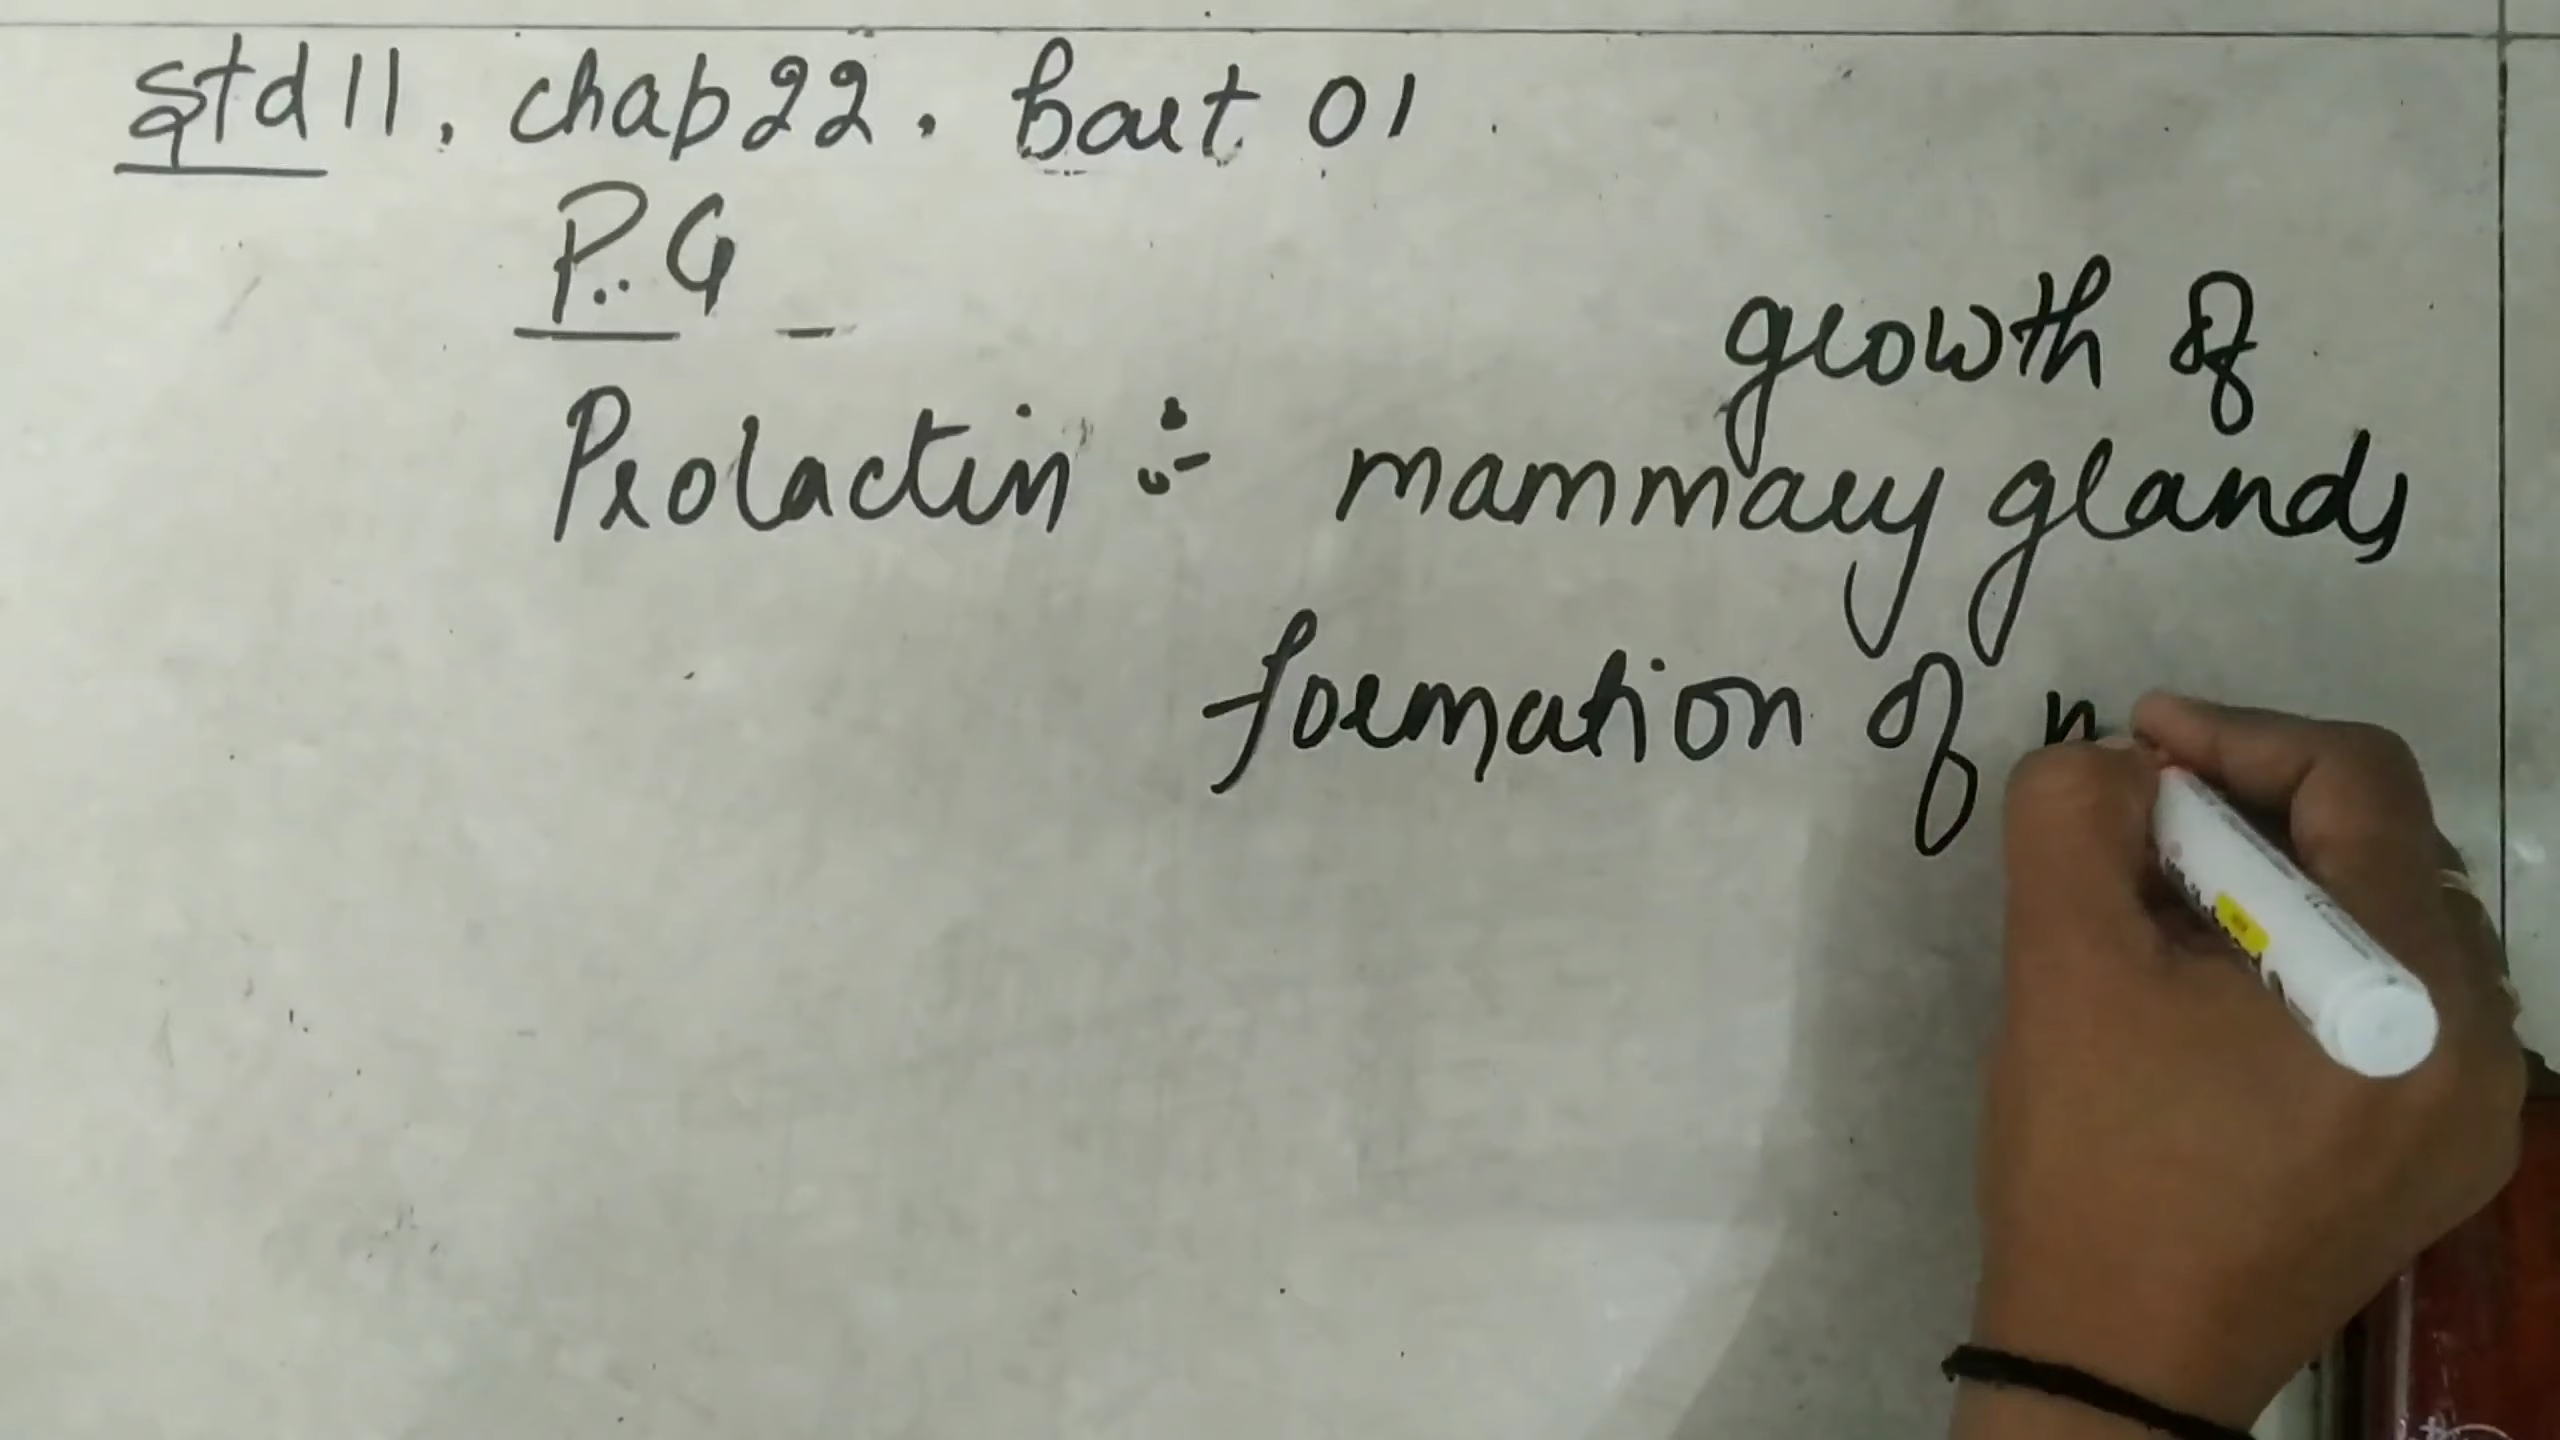 std 11, chap 22. Part 01
P. G
Prolactin :-
growth of
mammary glands
formation of